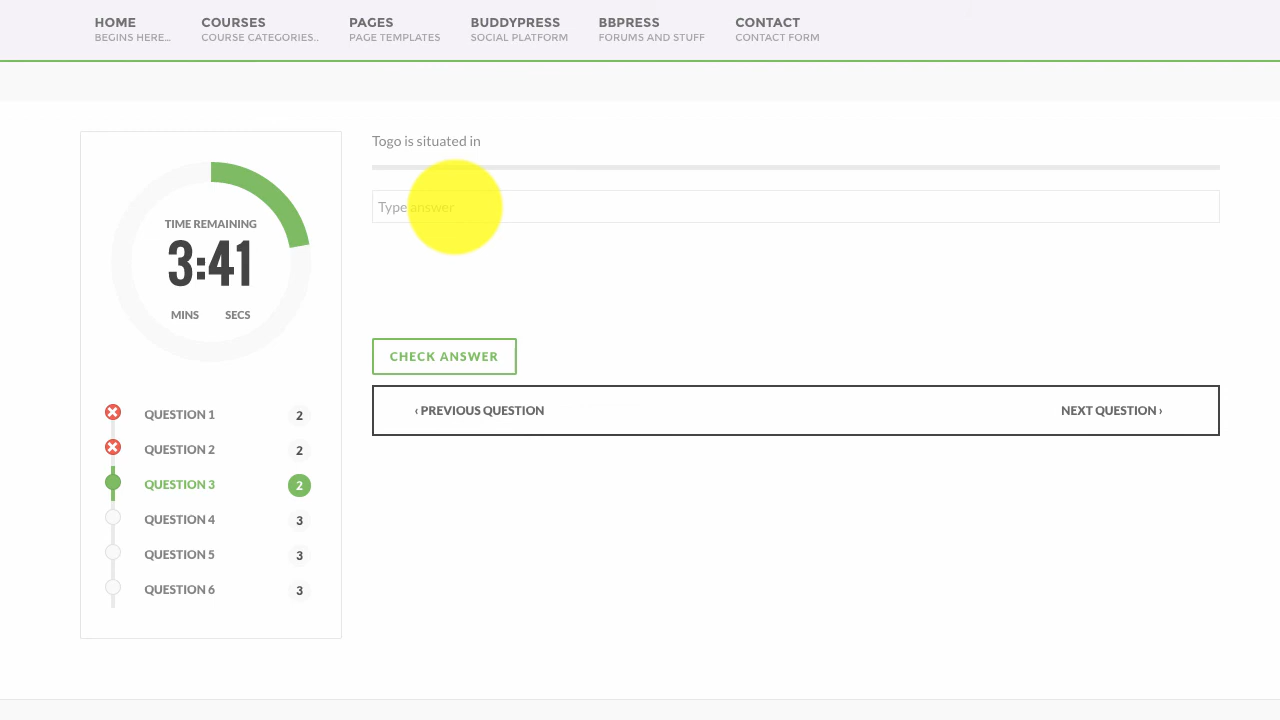 HOME COURSES PAGES BUDDYPRESS BBPRESS CONTACT
BEGINS HERE... COURSE CATEGORIES.. PAGE TEMPLATES SOCIAL PLATFORM FORUMS AND STUFF CONTACT FORM
Togo is situated in
Type answer
TIME REMAINING
3:41
MINS SECS
CHECK ANSWER
‹ PREVIOUS QUESTION NEXT QUESTION ›
QUESTION 1 2
QUESTION 2 2
QUESTION 3 2
QUESTION 4 3
QUESTION 5 3
QUESTION 6 3